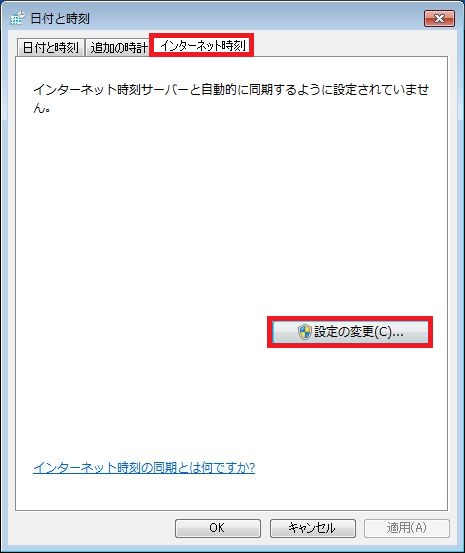 日付と時刻
日付と時刻 追加の時計 インターネット時刻
インターネット時刻サーバーと自動的に同期するように設定されていませ
ん。
設定の変更(C)...
インターネット時刻の同期とは何ですか?
OK キャンセル 適用(A)